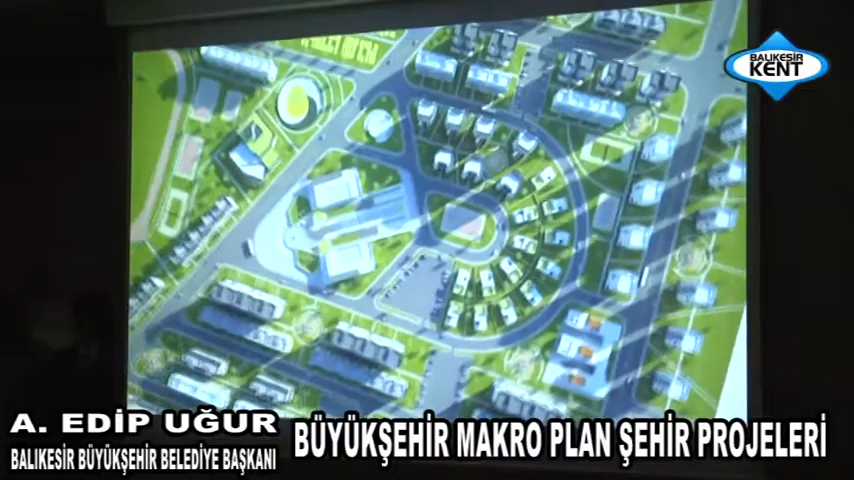 BALIKESİR
KENT
A. EDİP UĞUR
BALIKESİR BÜYÜKŞEHİR BELEDİYE BAŞKANI
BÜYÜKŞEHİR MAKRO PLAN ŞEHİR PROJELERİ